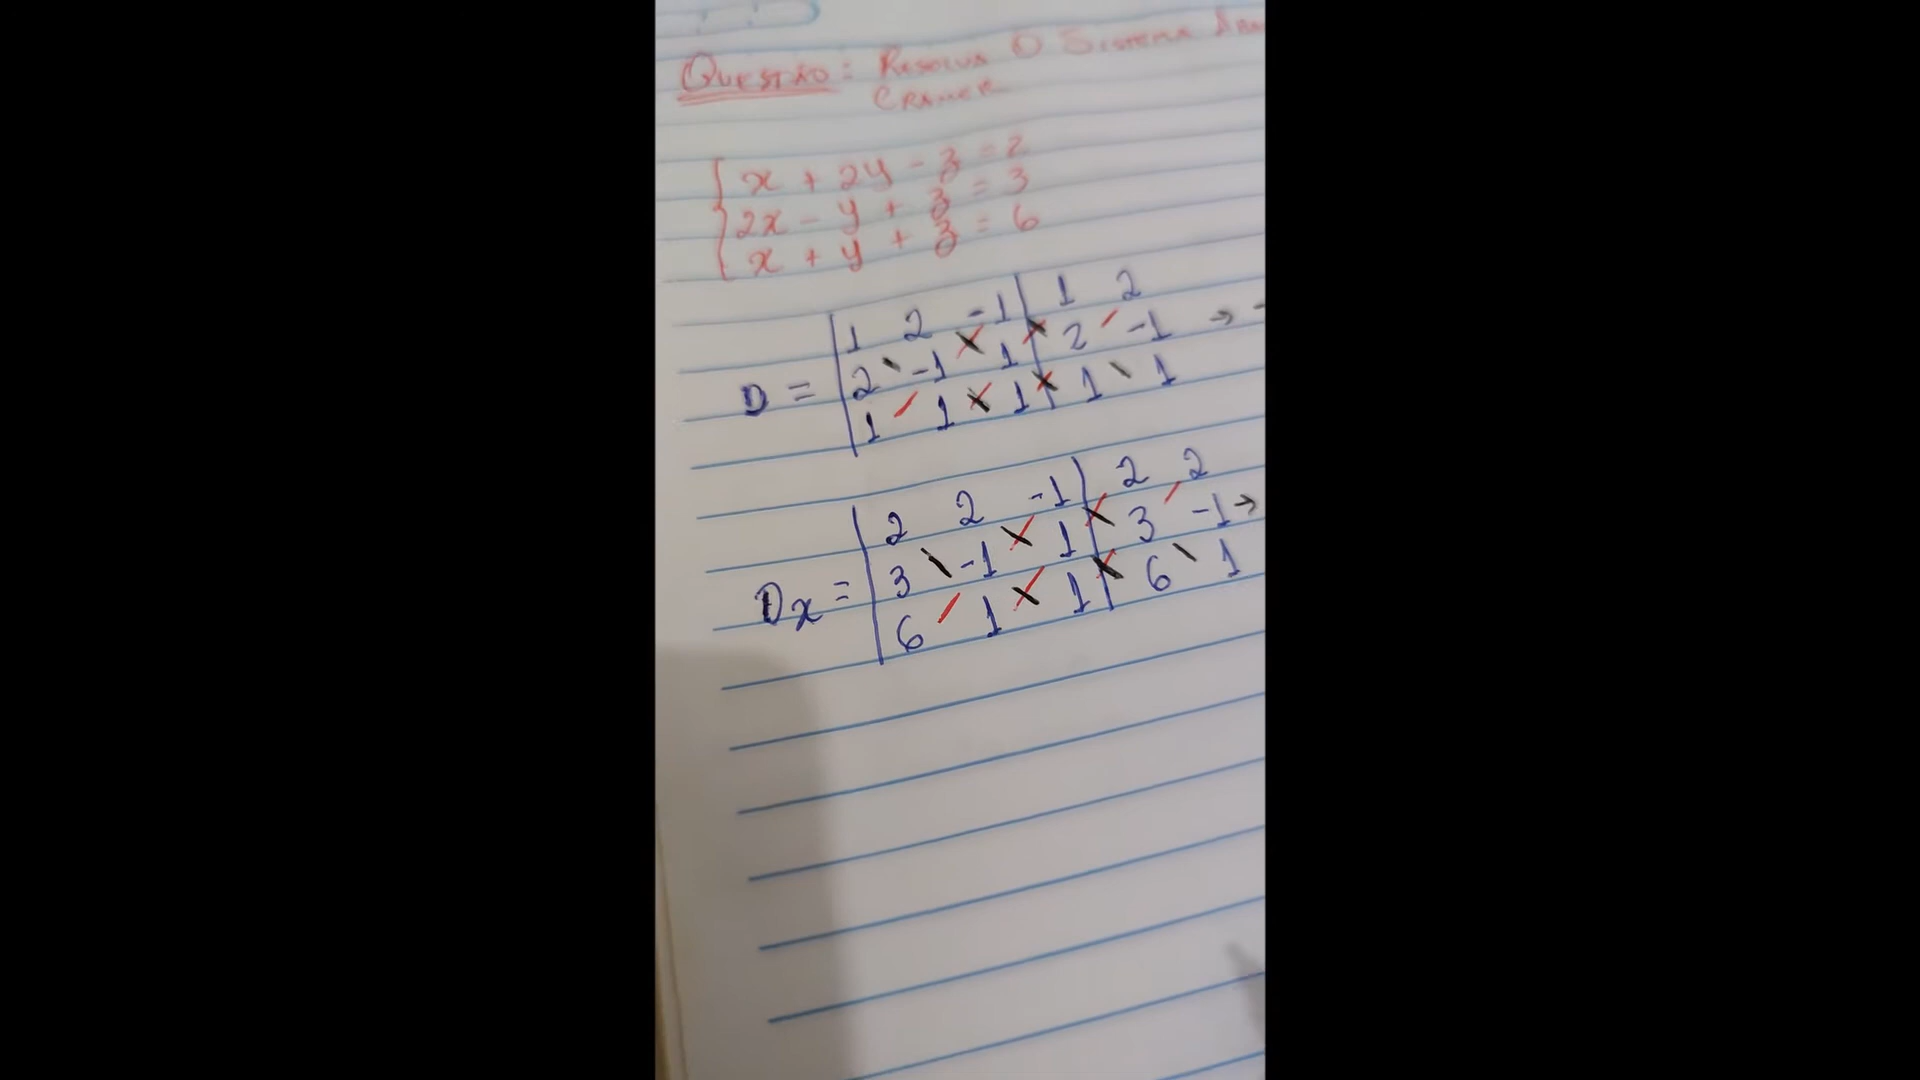 Questão: Resolva O Sistema
Cramer
x + 2y - z = 2
2x - y + z = 3
x + y + z = 6
1 2 -1 | 1 2
D = 2 -1 1 | 2 -1 → -
1 1 1 | 1 1
2 2 -1 | 2 2
Dx = 3 -1 1 | 3 -1 →
6 1 1 | 6 1